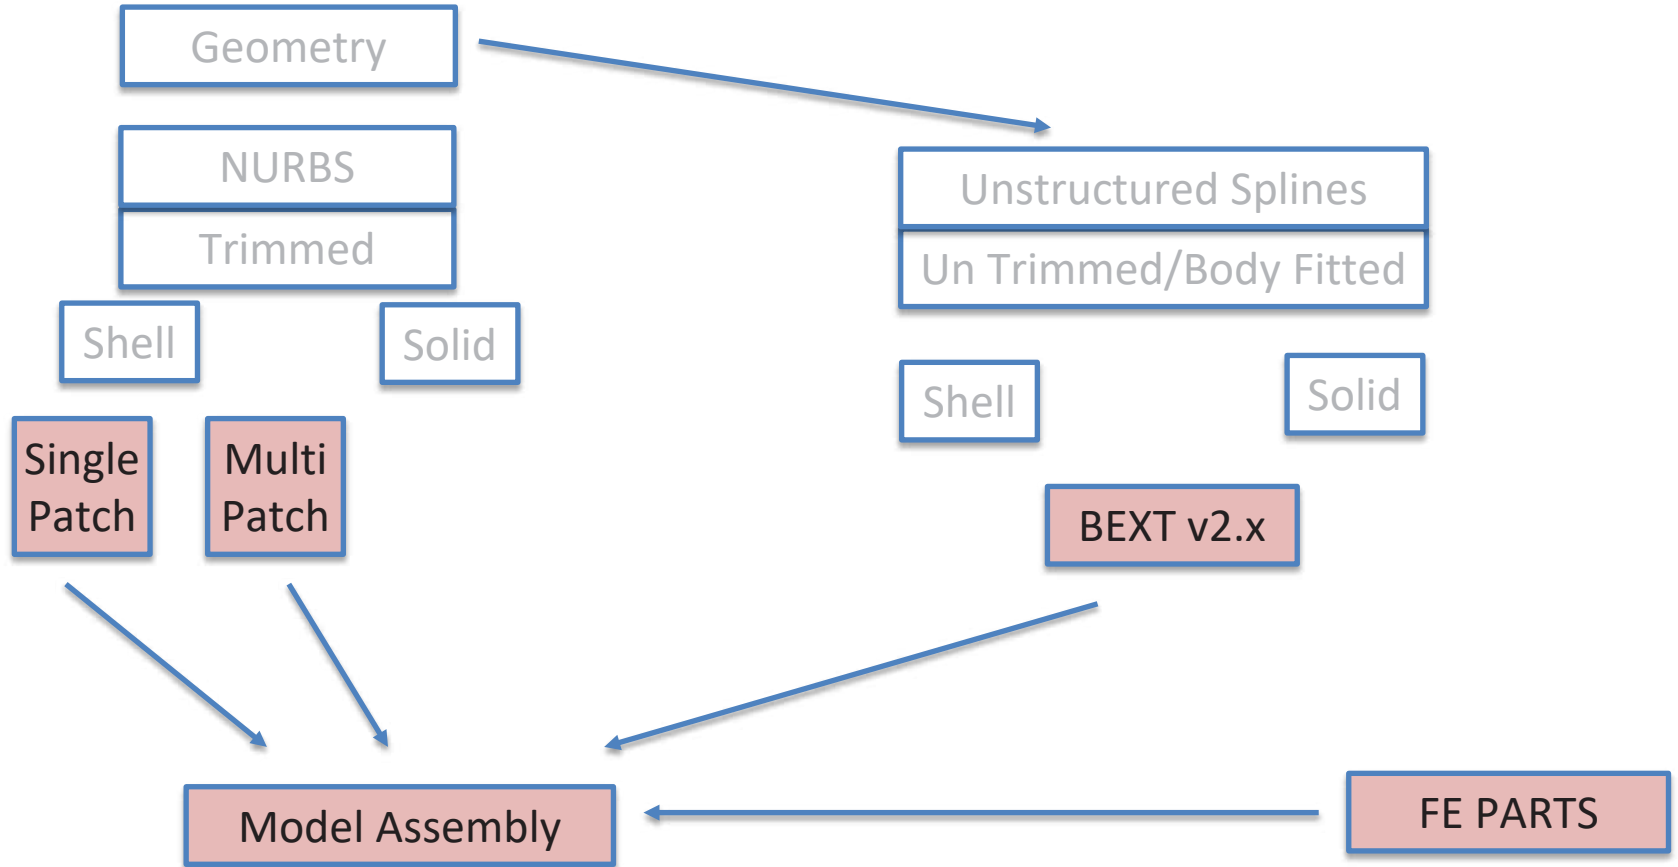 Geometry
NURBS
Trimmed
Shell
Solid
Single
Patch
Multi
Patch
Unstructured Splines
Un Trimmed/Body Fitted
Shell
Solid
BEXT v2.x
Model Assembly
FE PARTS